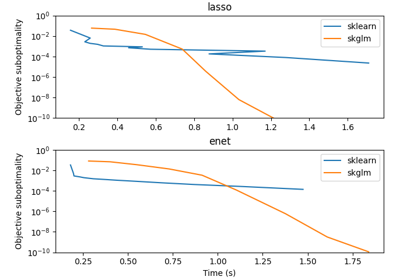 lasso
10^0
10^-2
10^-4
10^-6
10^-8
10^-10
Objective suboptimality
sklearn
skglm
0.2 0.4 0.6 0.8 1.0 1.2 1.4 1.6
enet
10^0
10^-2
10^-4
10^-6
10^-8
10^-10
Objective suboptimality
sklearn
skglm
0.25 0.50 0.75 1.00 1.25 1.50 1.75
Time (s)